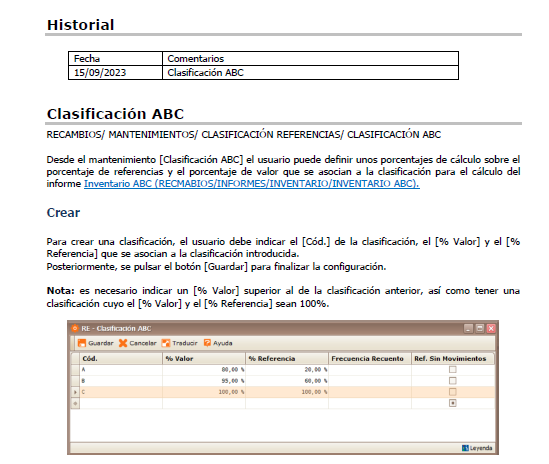 Historial
Fecha Comentarios
15/09/2023 Clasificación ABC
Clasificación ABC
RECAMBIOS/ MANTENIMIENTOS/ CLASIFICACIÓN REFERENCIAS/ CLASIFICACIÓN ABC
Desde el mantenimiento [Clasificación ABC] el usuario puede definir unos porcentajes de cálculo sobre el
porcentaje de referencias y el porcentaje de valor que se asocian a la clasificación para el cálculo del
informe Inventario ABC (RECMABIOS/INFORMES/INVENTARIO/INVENTARIO ABC).
Crear
Para crear una clasificación, el usuario debe indicar el [Cód.] de la clasificación, el [% Valor] y el [%
Referencia] que se asocian a la clasificación introducida.
Posteriormente, se pulsar el botón [Guardar] para finalizar la configuración.
Nota: es necesario indicar un [% Valor] superior al de la clasificación anterior, así como tener una
clasificación cuyo el [% Valor] y el [% Referencia] sean 100%.
RE - Clasificación ABC
Guardar Cancelar Traducir Ayuda
Cód. % Valor % Referencia Frecuencia Recuento Ref. Sin Movimientos
A 80,00 % 20,00 %
B 95,00 % 60,00 %
C 100,00 % 100,00 %
Leyenda